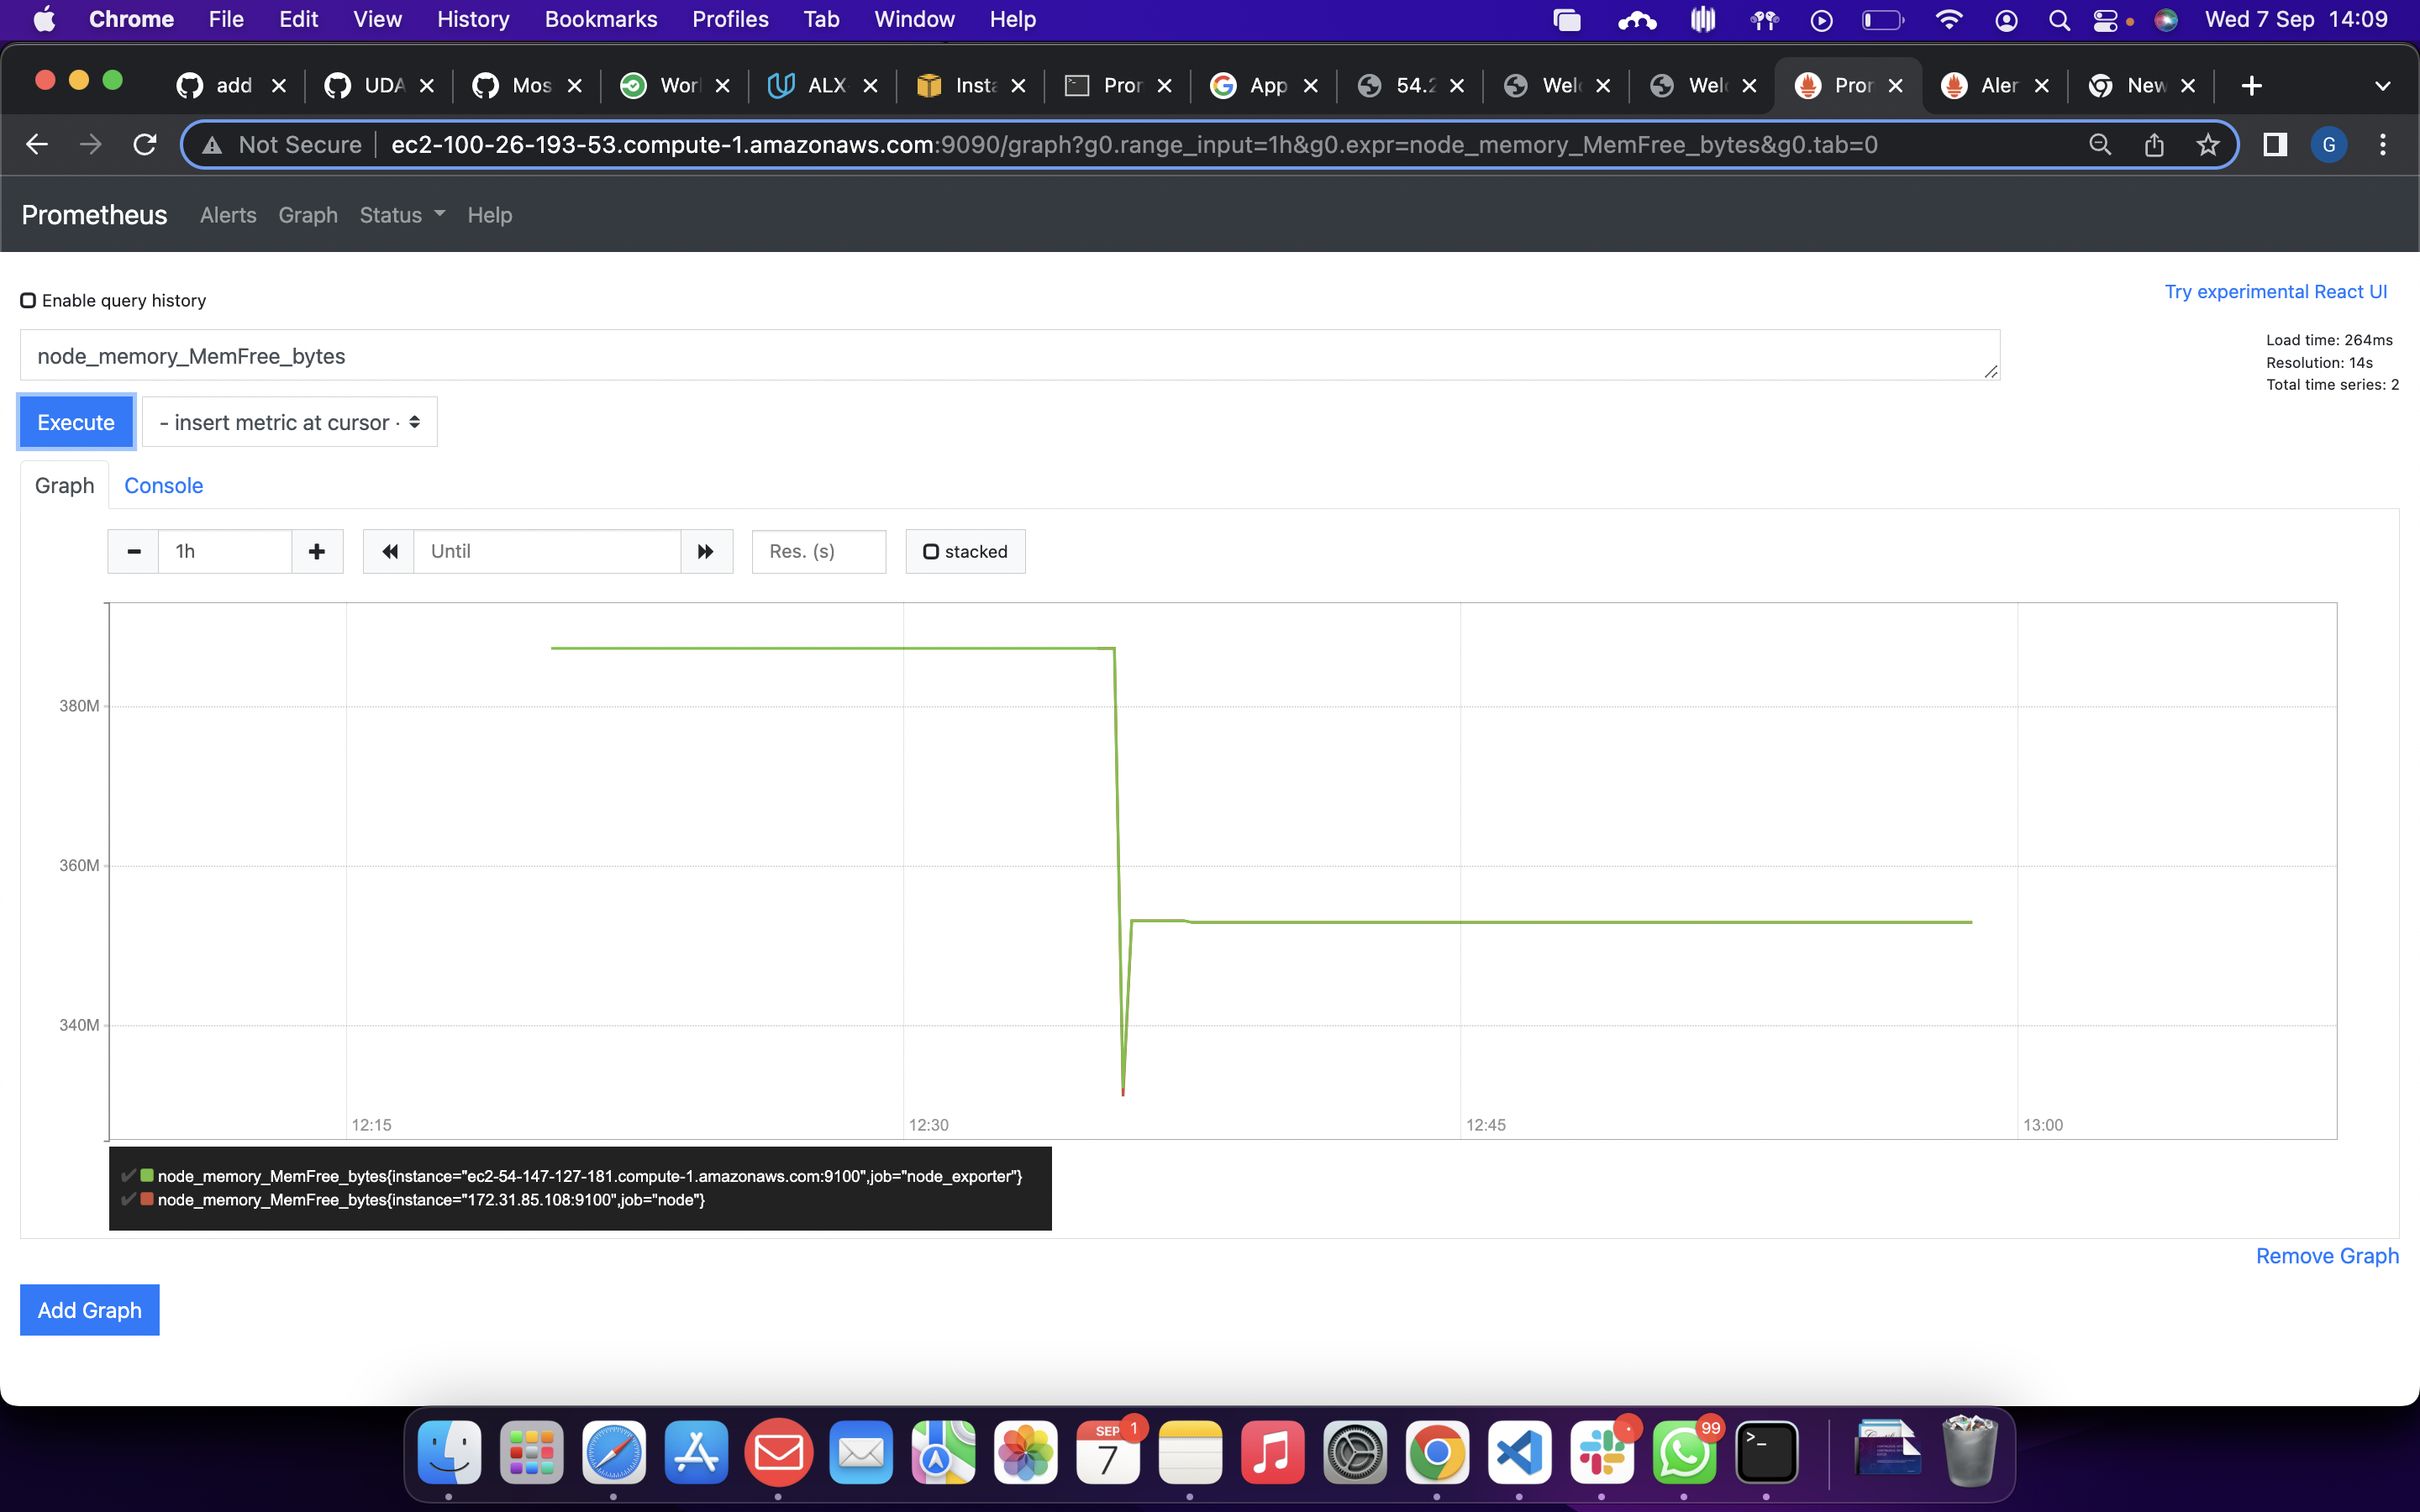 Chrome File Edit View History Bookmarks Profiles Tab Window Help Wed 7 Sep 14:09
add UDA Mos Wor ALX Insta Pror App 54.2 Wel Wel Pror Aler New
Not Secure ec2-100-26-193-53.compute-1.amazonaws.com:9090/graph?g0.range_input=1h&g0.expr=node_memory_MemFree_bytes&g0.tab=0 G
Prometheus Alerts Graph Status Help
Enable query history
Try experimental React UI
node_memory_MemFree_bytes
Load time: 264ms
Resolution: 14s
Total time series: 2
Execute - insert metric at cursor -
Graph Console
1h Until Res. (s) stacked
380M
360M
340M
12:15 12:30 12:45 13:00
node_memory_MemFree_bytes{instance="ec2-54-147-127-181.compute-1.amazonaws.com:9100",job="node_exporter"}
node_memory_MemFree_bytes{instance="172.31.85.108:9100",job="node"}
Remove Graph
Add Graph
SEP 1 99
7